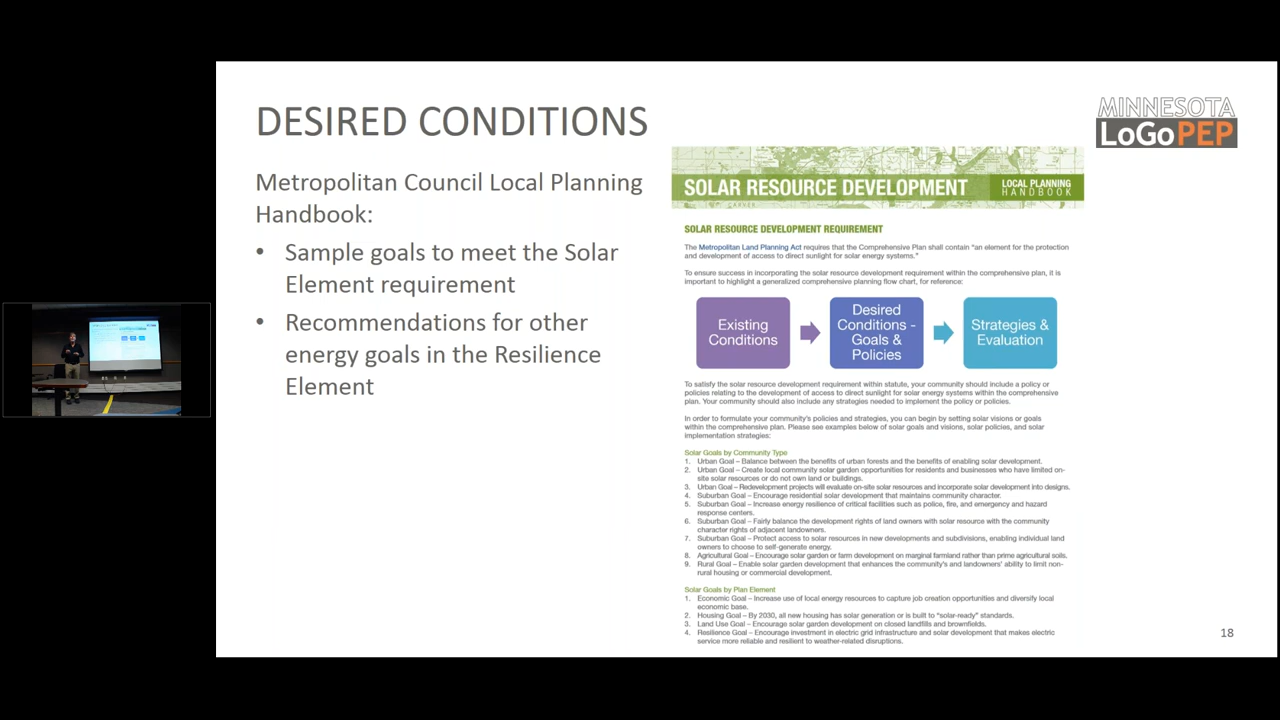 DESIRED CONDITIONS
MINNESOTA
LoGoPEP
Metropolitan Council Local Planning
Handbook:
• Sample goals to meet the Solar
Element requirement
• Recommendations for other
energy goals in the Resilience
Element
SOLAR RESOURCE DEVELOPMENT
LOCAL PLANNING
HANDBOOK
SOLAR RESOURCE DEVELOPMENT REQUIREMENT
The Metropolitan Land Planning Act requires that the Comprehensive Plan shall contain “an element for the protection
and development of access to direct sunlight for solar energy systems.”
To ensure success in incorporating the solar resource development requirement within the comprehensive plan, it is
important to highlight a generalized comprehensive planning flow chart, for reference:
Existing
Conditions
Desired
Conditions -
Goals &
Policies
Strategies &
Evaluation
To satisfy the solar resource development requirement within statute, your community should include a policy or
policies relating to the development of access to direct sunlight for solar energy systems within the comprehensive
plan. Your community should also include any strategies needed to implement the policy or policies.
In order to formulate your community's policies and strategies, you can begin by setting solar visions or goals
within the comprehensive plan. Please see examples below of solar goals and visions, solar policies, and solar
implementation strategies:
Solar Goals by Community Type
1. Urban Goal – Balance between the benefits of urban forests and the benefits of enabling solar development.
2. Urban Goal – Create local community solar garden opportunities for residents and businesses who have limited on-
site solar resources or do not own land or buildings.
3. Urban Goal – Redevelopment projects will evaluate on-site solar resources and incorporate solar development into designs.
4. Suburban Goal – Encourage residential solar development that maintains community character.
5. Suburban Goal – Increase energy resilience of critical facilities such as police, fire, and emergency and hazard
response centers.
6. Suburban Goal – Fairly balance the development rights of land owners with solar resource with the community
character rights of adjacent landowners.
7. Suburban Goal – Protect access to solar resources in new developments and subdivisions, enabling individual land
owners to choose to self-generate energy.
8. Agricultural Goal – Encourage solar garden or farm development on marginal farmland rather than prime agricultural soils.
9. Rural Goal – Enable solar garden development that enhances the community's and landowners' ability to limit non-
rural housing or commercial development.
Solar Goals by Plan Element
1. Economic Goal – Increase use of local energy resources to capture job creation opportunities and diversify local
economic base.
2. Housing Goal – By 2030, all new housing has solar generation or is built to “solar-ready” standards.
3. Land Use Goal – Encourage solar garden development on closed landfills and brownfields.
4. Resilience Goal – Encourage investment in electric grid infrastructure and solar development that makes electric
service more reliable and resilient to weather-related disruptions.
18